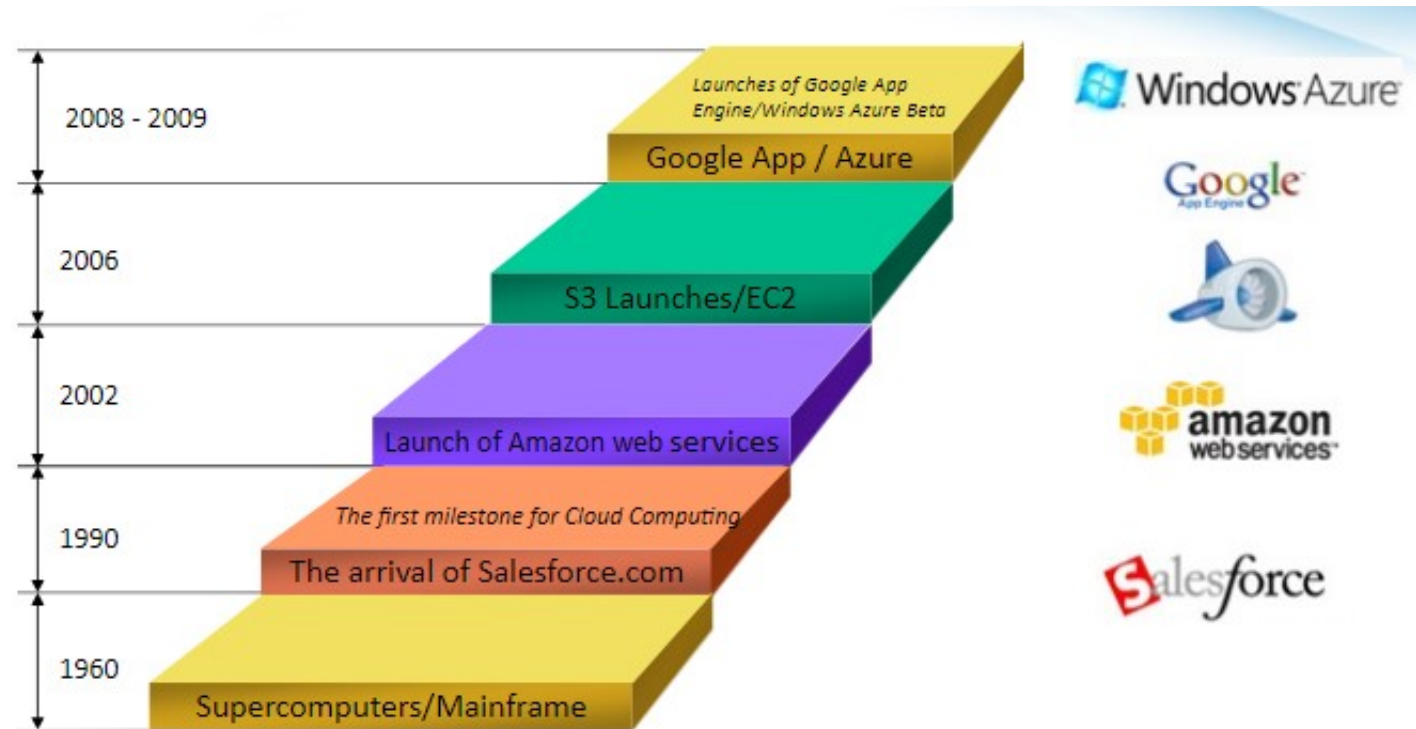 2008 - 2009
Launches of Google App
Engine/Windows Azure Beta
Google App / Azure
Windows Azure
Google
App Engine
2006
S3 Launches/EC2
2002
Launch of Amazon web services
amazon
web services™
1990
The first milestone for Cloud Computing
The arrival of Salesforce.com
Salesforce
1960
Supercomputers/Mainframe